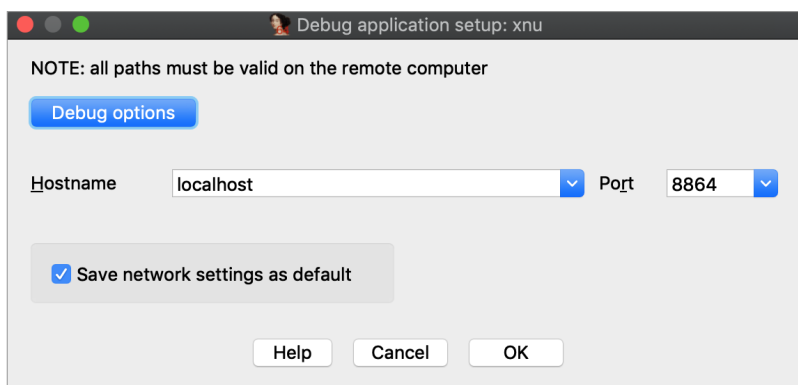 Debug application setup: xnu
NOTE: all paths must be valid on the remote computer
Debug options
Hostname localhost Port 8864
Save network settings as default
Help Cancel OK